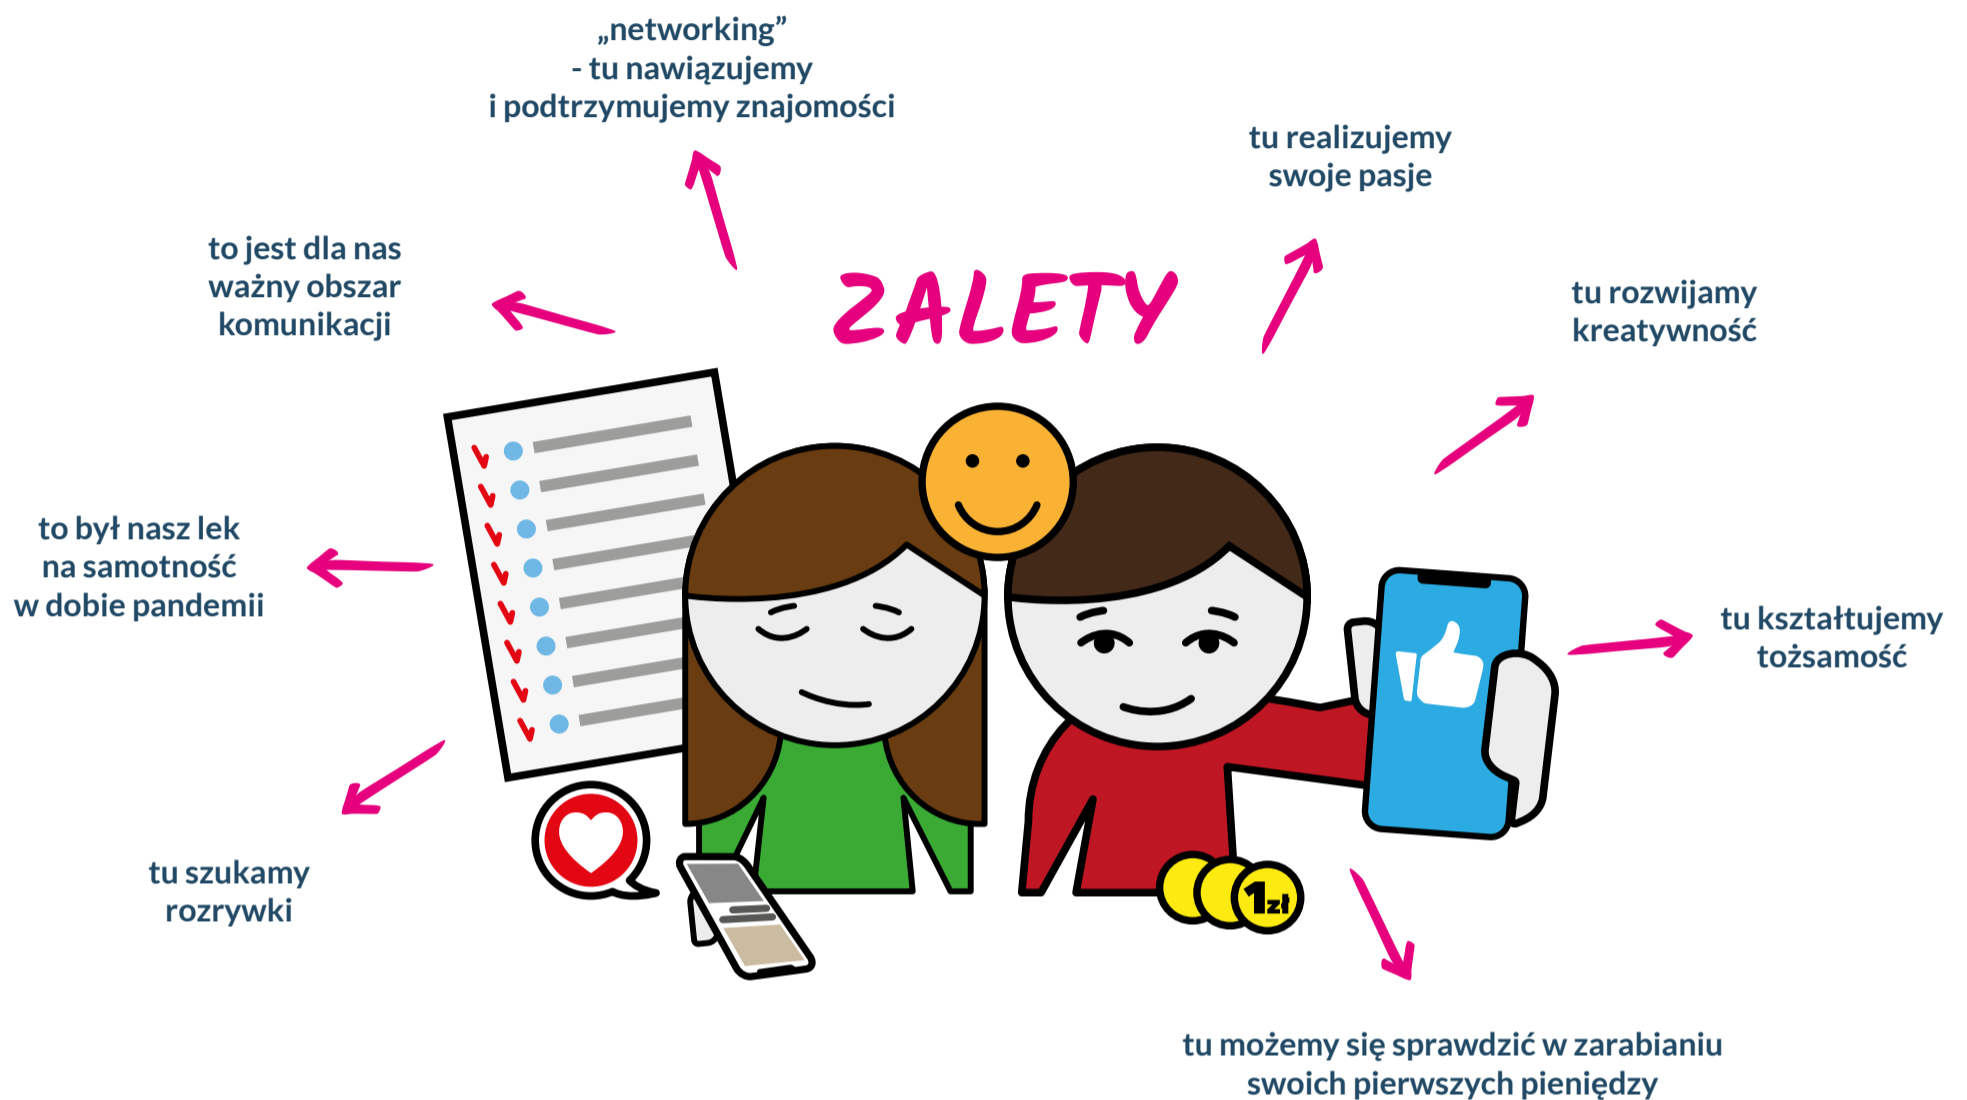 „networking”
- tu nawiązujemy
i podtrzymujemy znajomości
tu realizujemy
swoje pasje
to jest dla nas
ważny obszar
komunikacji
ZALETY
tu rozwijamy
kreatywność
to był nasz lek
na samotność
w dobie pandemii
tu kształtujemy
tożsamość
tu szukamy
rozrywki
1zł
tu możemy się sprawdzić w zarabianiu
swoich pierwszych pieniędzy